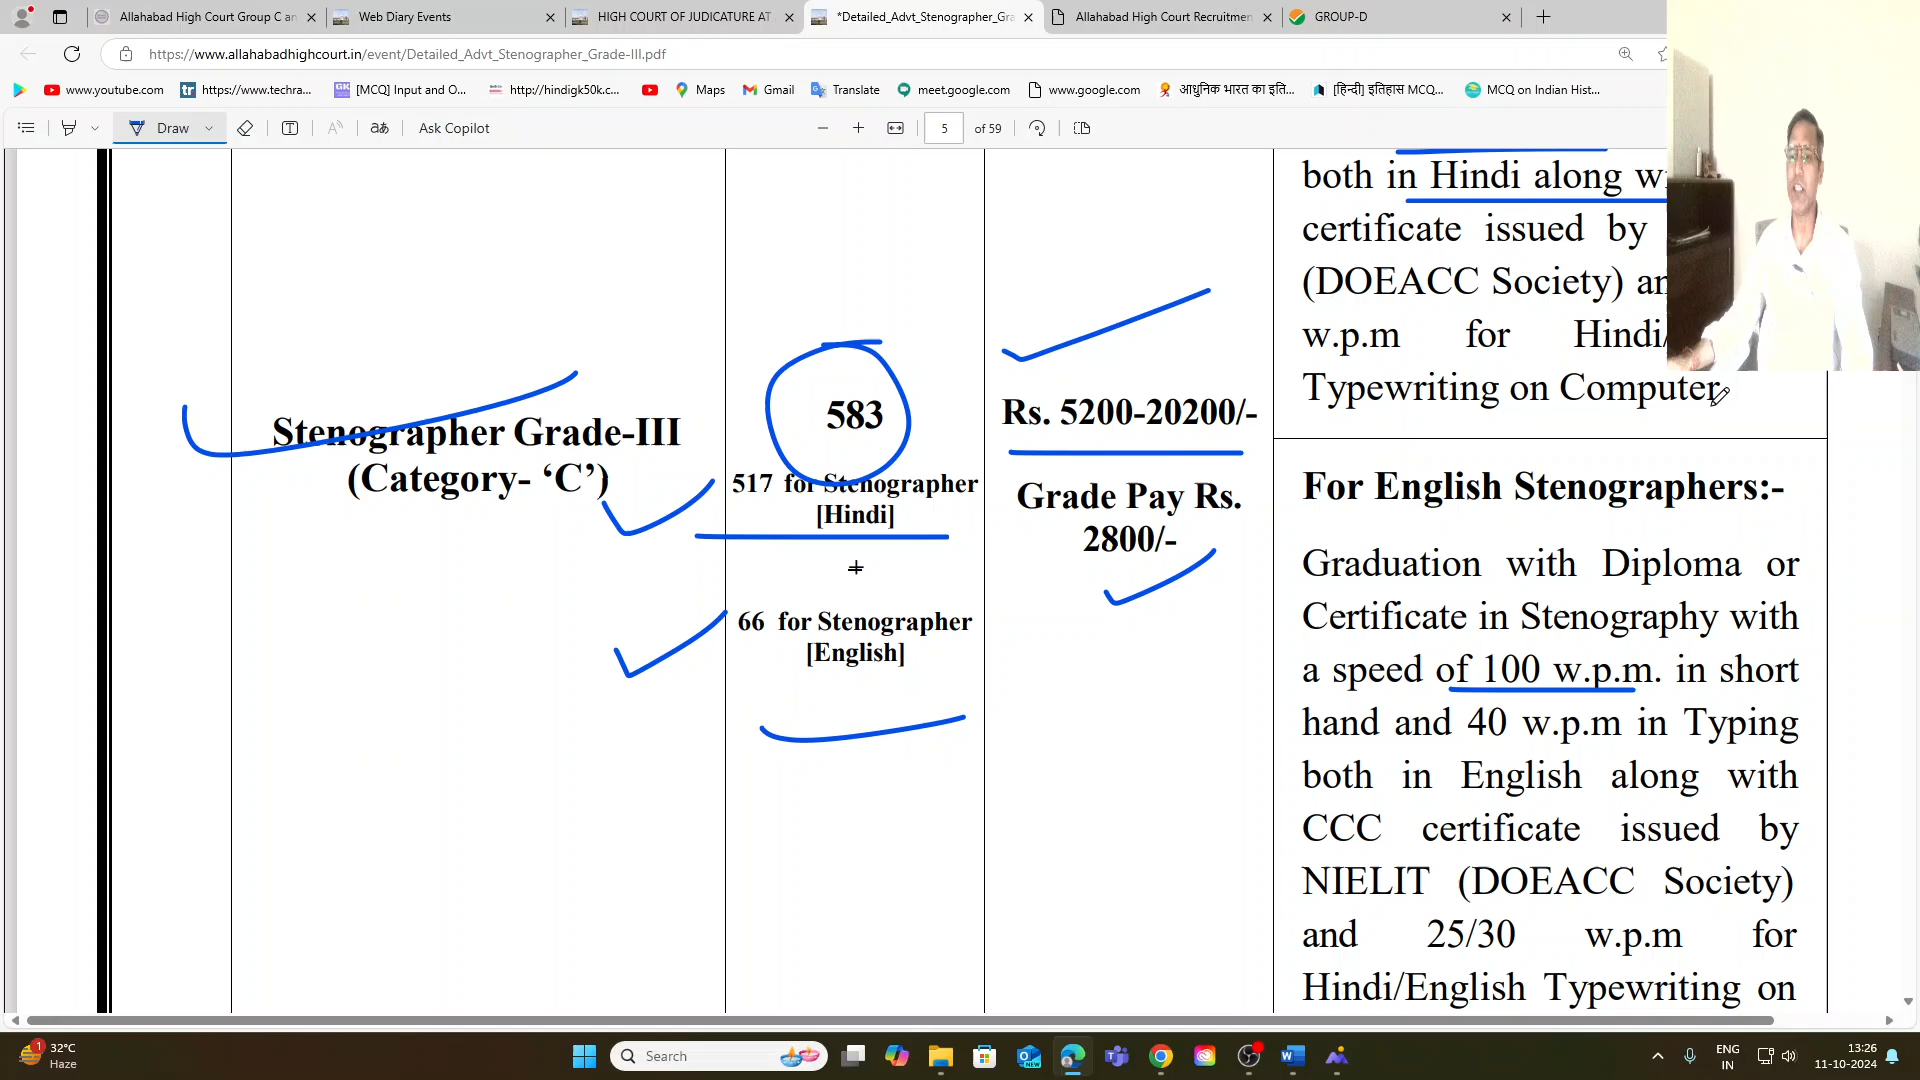 Allahabad High Court Group C an
Web Diary Events
HIGH COURT OF JUDICATURE AT
*Detailed_Advt_Stenographer_Gra
Allahabad High Court Recruitmen
GROUP-D
https://www.allahabadhighcourt.in/event/Detailed_Advt_Stenographer_Grade-III.pdf
www.youtube.com
https://www.techra...
[MCQ] Input and O...
http://hindigk50k.c...
Maps
Gmail
Translate
meet.google.com
www.google.com
आधुनिक भारत का इति...
[हिन्दी] इतिहास MCQ...
MCQ on Indian Hist...
Draw
Ask Copilot
5 of 59
Stenographer Grade-III
(Category- ‘C’)
583
517 for Stenographer
[Hindi]
+
66 for Stenographer
[English]
Rs. 5200-20200/-
Grade Pay Rs.
2800/-
both in Hindi along
certificate issued by
(DOEACC Society)
w.p.m for Hindi/
Typewriting on Computer
For English Stenographers:-
Graduation with Diploma or
Certificate in Stenography with
a speed of 100 w.p.m. in short
hand and 40 w.p.m in Typing
both in English along with
CCC certificate issued by
NIELIT (DOEACC Society)
and 25/30 w.p.m for
Hindi/English Typewriting on
1
32°C
Haze
Search
ENG
IN
13:26
11-10-2024